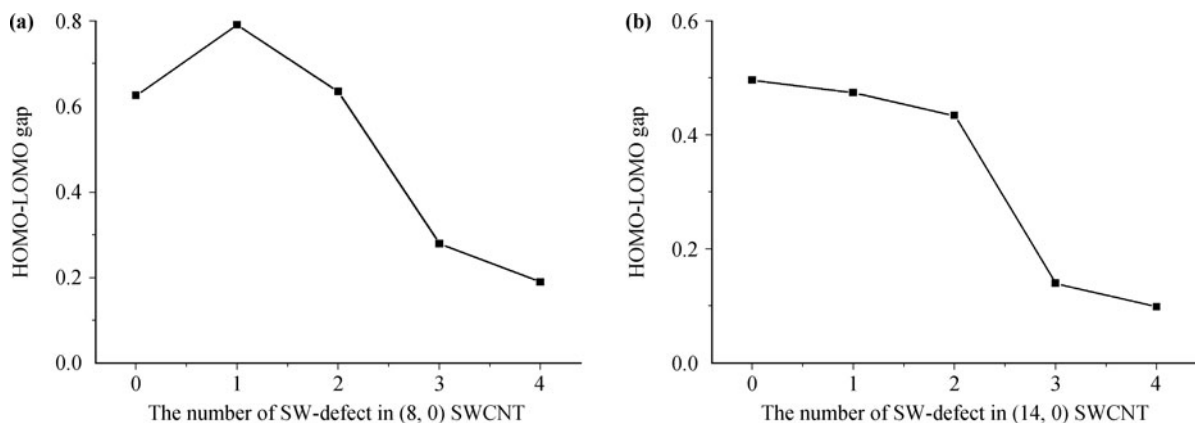 (a)
0.8
0.6
0.4
0.2
0.0
HOMO-LOMO gap
0 1 2 3 4
The number of SW-defect in (8, 0) SWCNT
(b)
0.6
0.4
0.2
0.0
HOMO-LOMO gap
0 1 2 3 4
The number of SW-defect in (14, 0) SWCNT